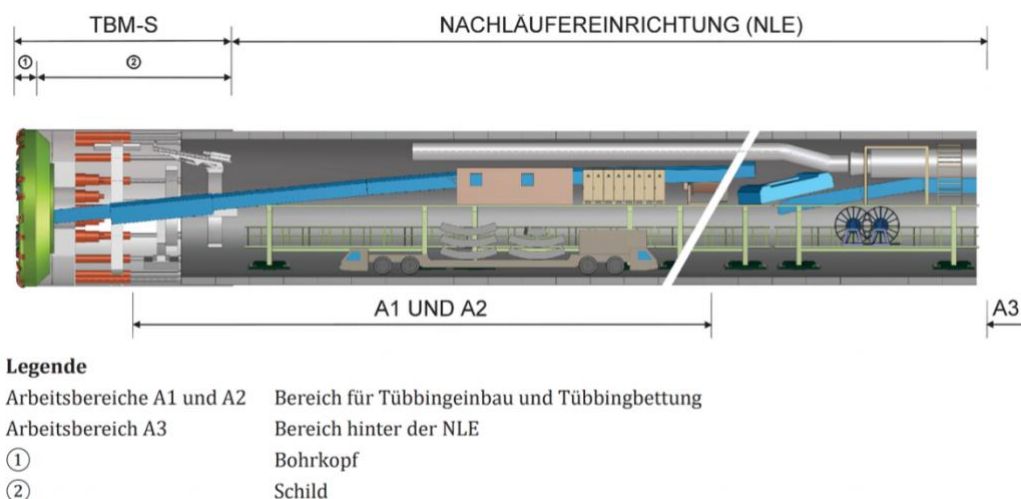 TBM-S NACHLÄUFEREINRICHTUNG (NLE)
① ②
A1 UND A2 A3
Legende
Arbeitsbereiche A1 und A2 Bereich für Tübbingeinbau und Tübbingbettung
Arbeitsbereich A3 Bereich hinter der NLE
① Bohrkopf
② Schild